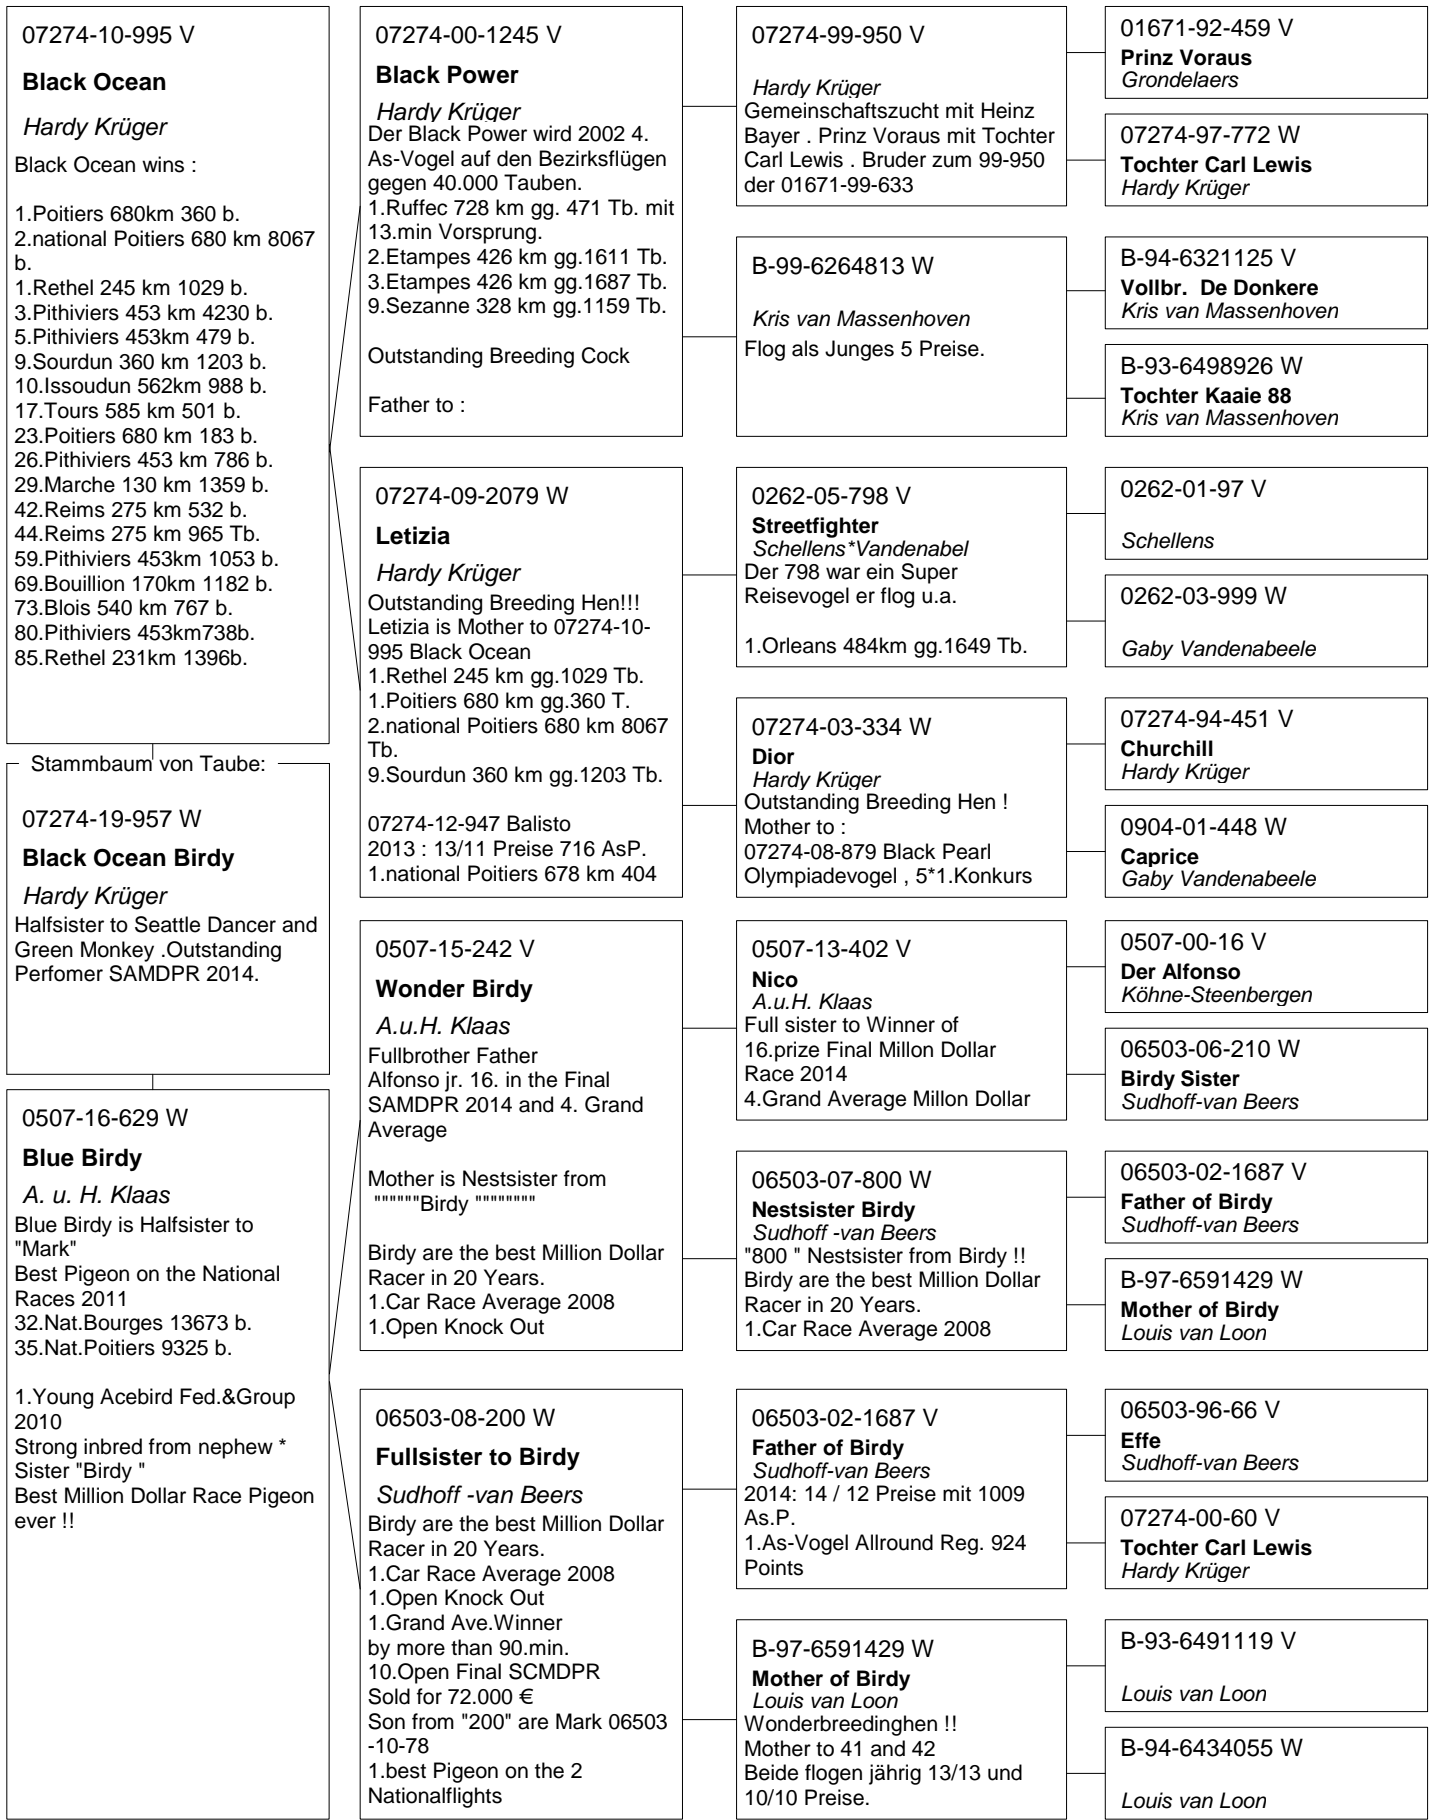 07274-10-995 V
Black Ocean
Hardy Krüger
Black Ocean wins :
1.Poitiers 680km 360 b.
2.national Poitiers 680 km 8067
b.
1.Rethel 245 km 1029 b.
3.Pithiviers 453 km 4230 b.
5.Pithiviers 453km 479 b.
9.Sourdun 360 km 1203 b.
10.Issoudun 562km 988 b.
17.Tours 585 km 501 b.
23.Poitiers 680 km 183 b.
26.Pithiviers 453 km 786 b.
29.Marche 130 km 1359 b.
42.Reims 275 km 532 b.
44.Reims 275 km 965 Tb.
59.Pithiviers 453km 1053 b.
69.Bouillion 170km 1182 b.
73.Blois 540 km 767 b.
80.Pithiviers 453km738b.
85.Rethel 231km 1396b.
Stammbaum von Taube:
07274-19-957 W
Black Ocean Birdy
Hardy Krüger
Halfsister to Seattle Dancer and
Green Monkey .Outstanding
Perfomer SAMDPR 2014.
0507-16-629 W
Blue Birdy
A. u. H. Klaas
Blue Birdy is Halfsister to
"Mark"
Best Pigeon on the National
Races 2011
32.Nat.Bourges 13673 b.
35.Nat.Poitiers 9325 b.
1.Young Acebird Fed.&Group
2010
Strong inbred from nephew *
Sister "Birdy "
Best Million Dollar Race Pigeon
ever !!
07274-00-1245 V
Black Power
Hardy Krüger
Der Black Power wird 2002 4.
As-Vogel auf den Bezirksflügen
gegen 40.000 Tauben.
1.Ruffec 728 km gg. 471 Tb. mit
13.min Vorsprung.
2.Etampes 426 km gg.1611 Tb.
3.Etampes 426 km gg.1687 Tb.
9.Sezanne 328 km gg.1159 Tb.
Outstanding Breeding Cock
Father to :
07274-09-2079 W
Letizia
Hardy Krüger
Outstanding Breeding Hen!!!
Letizia is Mother to 07274-10-
995 Black Ocean
1.Rethel 245 km gg.1029 Tb.
1.Poitiers 680 km gg.360 T.
2.national Poitiers 680 km 8067
Tb.
9.Sourdun 360 km gg.1203 Tb.
07274-12-947 Balisto
2013 : 13/11 Preise 716 AsP.
1.national Poitiers 678 km 404
0507-15-242 V
Wonder Birdy
A.u.H. Klaas
Fullbrother Father
Alfonso jr. 16. in the Final
SAMDPR 2014 and 4. Grand
Average
Mother is Nestsister from
""""""Birdy """"""""
Birdy are the best Million Dollar
Racer in 20 Years.
1.Car Race Average 2008
1.Open Knock Out
06503-08-200 W
Fullsister to Birdy
Sudhoff -van Beers
Birdy are the best Million Dollar
Racer in 20 Years.
1.Car Race Average 2008
1.Open Knock Out
1.Grand Ave.Winner
by more than 90.min.
10.Open Final SCMDPR
Sold for 72.000 €
Son from "200" are Mark 06503
-10-78
1.best Pigeon on the 2
Nationalflights
07274-99-950 V
Hardy Krüger
Gemeinschaftszucht mit Heinz
Bayer . Prinz Voraus mit Tochter
Carl Lewis . Bruder zum 99-950
der 01671-99-633
B-99-6264813 W
Kris van Massenhoven
Flog als Junges 5 Preise.
0262-05-798 V
Streetfighter
Schellens*Vandenabel
Der 798 war ein Super
Reisevogel er flog u.a.
1.Orleans 484km gg.1649 Tb.
07274-03-334 W
Dior
Hardy Krüger
Outstanding Breeding Hen !
Mother to :
07274-08-879 Black Pearl
Olympiadevogel , 5*1.Konkurs
0507-13-402 V
Nico
A.u.H. Klaas
Full sister to Winner of
16.prize Final Millon Dollar
Race 2014
4.Grand Average Millon Dollar
06503-07-800 W
Nestsister Birdy
Sudhoff -van Beers
"800 " Nestsister from Birdy !!
Birdy are the best Million Dollar
Racer in 20 Years.
1.Car Race Average 2008
06503-02-1687 V
Father of Birdy
Sudhoff-van Beers
2014: 14 / 12 Preise mit 1009
As.P.
1.As-Vogel Allround Reg. 924
Points
B-97-6591429 W
Mother of Birdy
Louis van Loon
Wonderbreedinghen !!
Mother to 41 and 42
Beide flogen jährig 13/13 und
10/10 Preise.
01671-92-459 V
Prinz Voraus
Grondelaers
07274-97-772 W
Tochter Carl Lewis
Hardy Krüger
B-94-6321125 V
Vollbr.  De Donkere
Kris van Massenhoven
B-93-6498926 W
Tochter Kaaie 88
Kris van Massenhoven
0262-01-97 V
Schellens
0262-03-999 W
Gaby Vandenabeele
07274-94-451 V
Churchill
Hardy Krüger
0904-01-448 W
Caprice
Gaby Vandenabeele
0507-00-16 V
Der Alfonso
Köhne-Steenbergen
06503-06-210 W
Birdy Sister
Sudhoff-van Beers
06503-02-1687 V
Father of Birdy
Sudhoff-van Beers
B-97-6591429 W
Mother of Birdy
Louis van Loon
06503-96-66 V
Effe
Sudhoff-van Beers
07274-00-60 V
Tochter Carl Lewis
Hardy Krüger
B-93-6491119 V
Louis van Loon
B-94-6434055 W
Louis van Loon